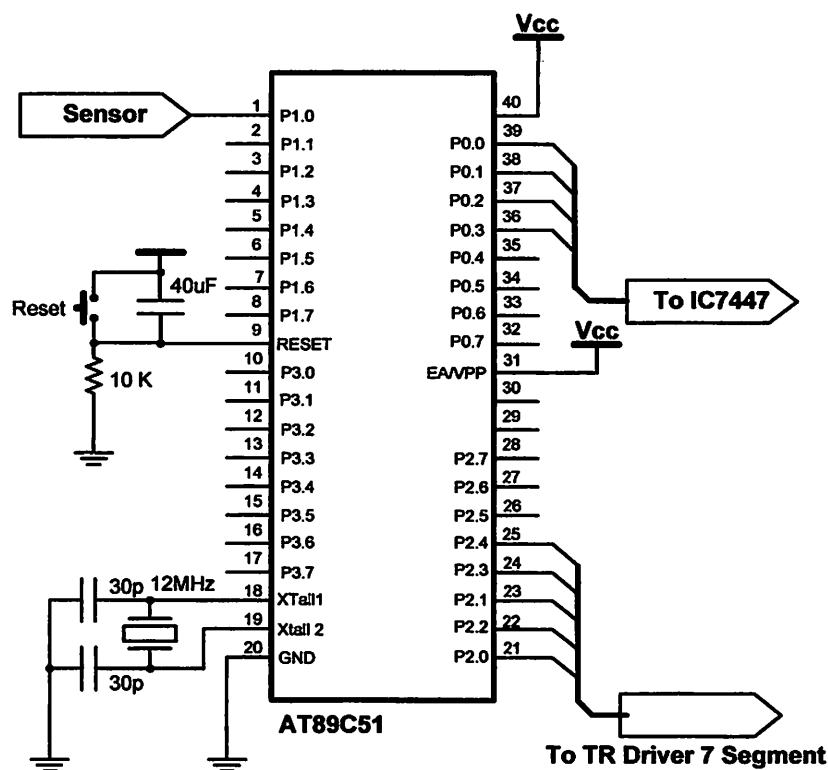 Vcc
Sensor
1 P1.0
2 P1.1
3 P1.2
4 P1.3
5 P1.4
6 P1.5
7 P1.6
8 P1.7
9 RESET
10 P3.0
11 P3.1
12 P3.2
13 P3.3
14 P3.4
15 P3.5
16 P3.6
17 P3.7
18 XTall1
19 Xtall 2
20 GND
40
P0.0 39
P0.1 38
P0.2 37
P0.3 36
P0.4 35
P0.5 34
P0.6 33
P0.7 32
EA/VPP 31
30
29
P2.7 28
P2.6 27
P2.5 26
P2.4 25
P2.3 24
P2.1 23
P2.2 22
P2.0 21
40uF
Reset
10 K
30p
12MHz
30p
To IC7447
Vcc
AT89C51
To TR Driver 7 Segment